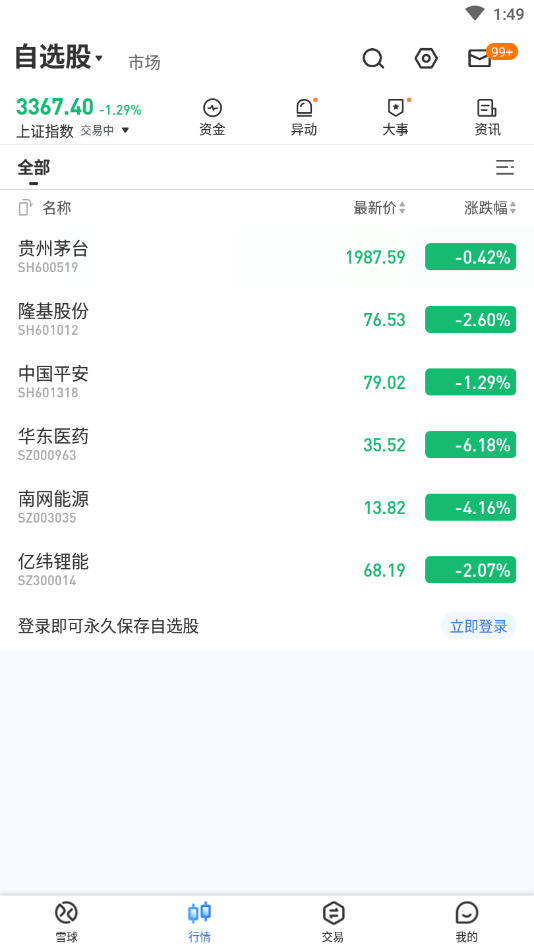 1:49
自选股
市场
99+
3367.40 -1.29%
上证指数 交易中
资金
异动
大事
资讯
全部
名称 最新价 涨跌幅
贵州茅台
SH600519
1987.59 -0.42%
隆基股份
SH601012
76.53 -2.60%
中国平安
SH601318
79.02 -1.29%
华东医药
SZ000963
35.52 -6.18%
南网能源
SZ003035
13.82 -4.16%
亿纬锂能
SZ300014
68.19 -2.07%
登录即可永久保存自选股 立即登录
雪球 行情 交易 我的